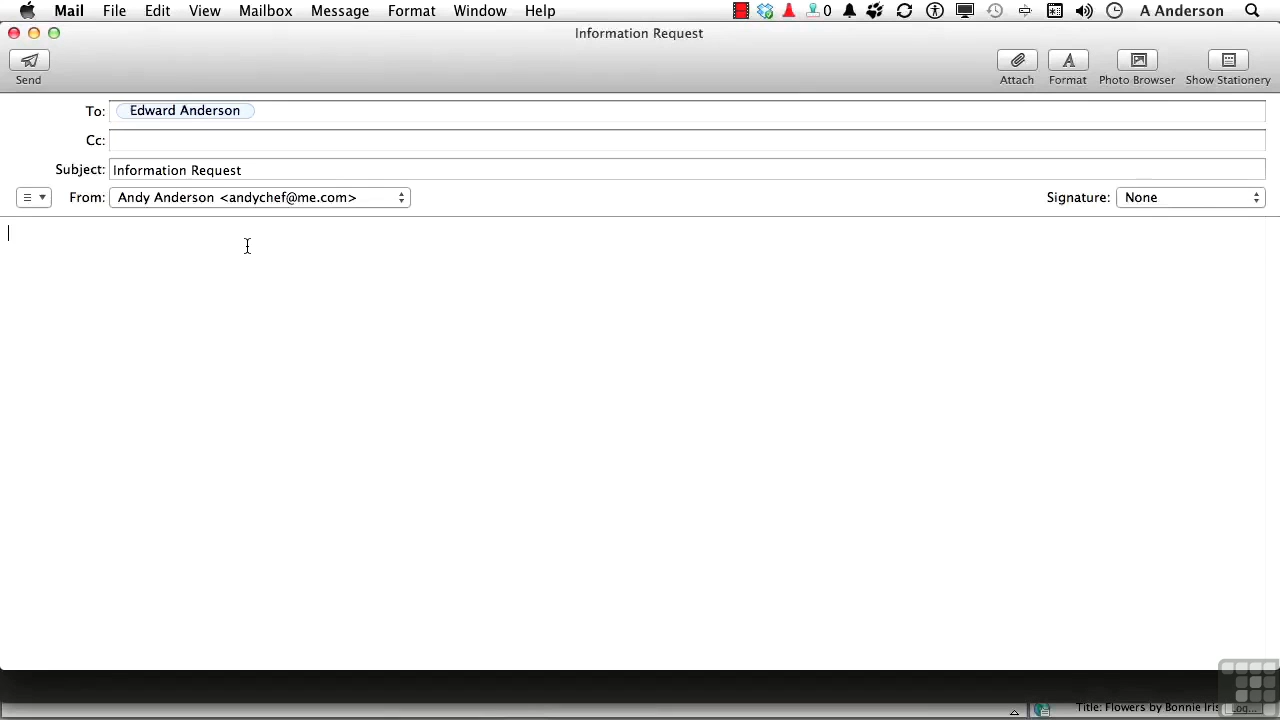 Mail File Edit View Mailbox Message Format Window Help 0 A Anderson
Information Request
Send Attach Format Photo Browser Show Stationery
To: Edward Anderson
Cc:
Subject: Information Request
From: Andy Anderson <andychef@me.com> Signature: None
Title: Flowers by Bonnie Iris Log...